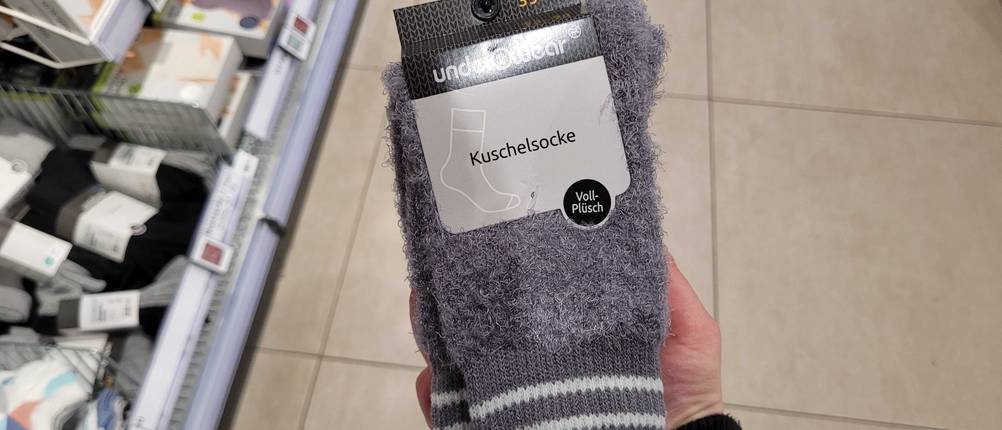 underwear
Kuschelsocke
Voll-
Plüsch